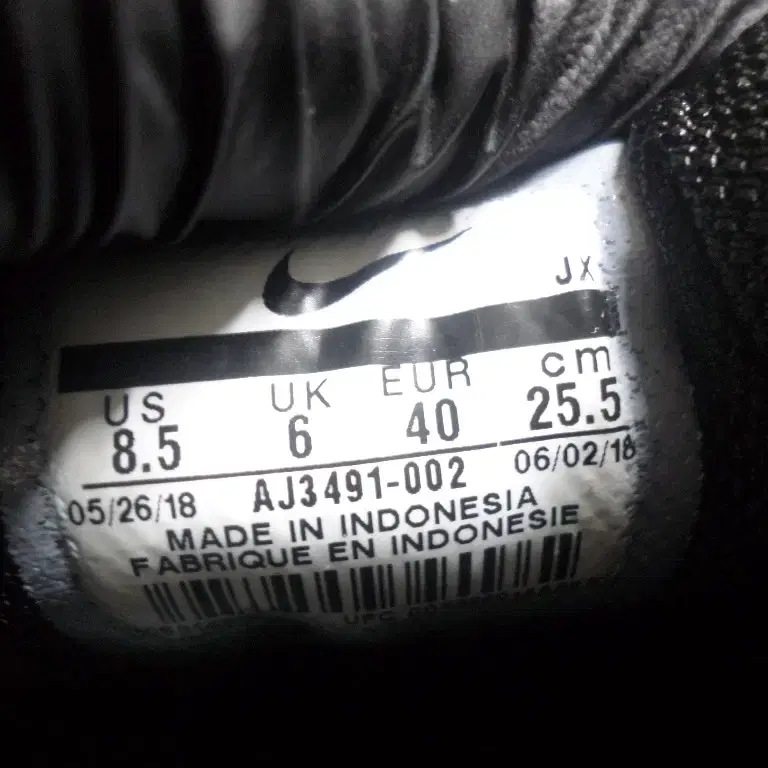 JX
US UK EUR cm
8.5 6 40 25.5
05/26/18 AJ3491-002 06/02/18
MADE IN INDONESIA
FABRIQUE EN INDONESIE
UPC